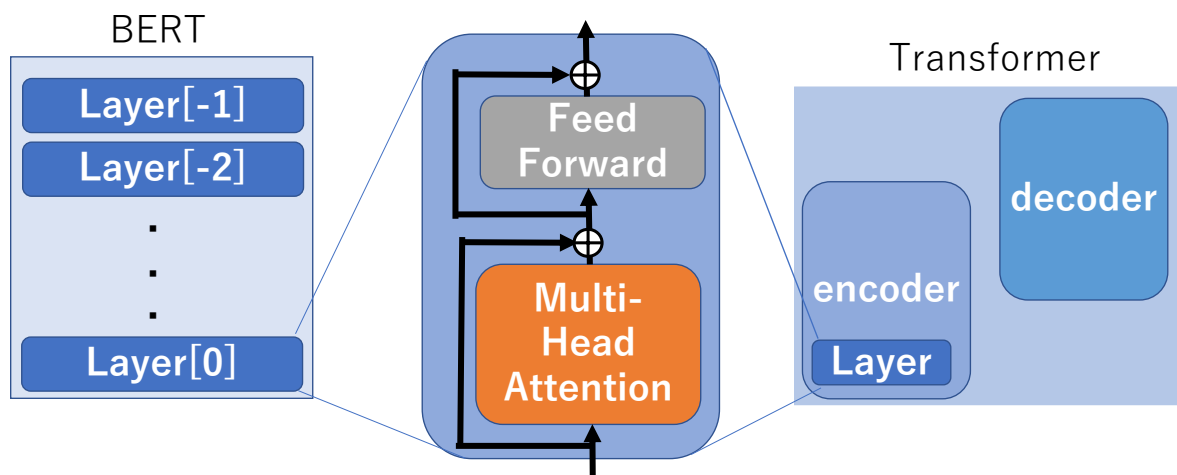 BERT
Layer[-1]
Layer[-2]
.
.
.
Layer[0]
Feed
Forward
Multi-
Head
Attention
Transformer
decoder
encoder
Layer